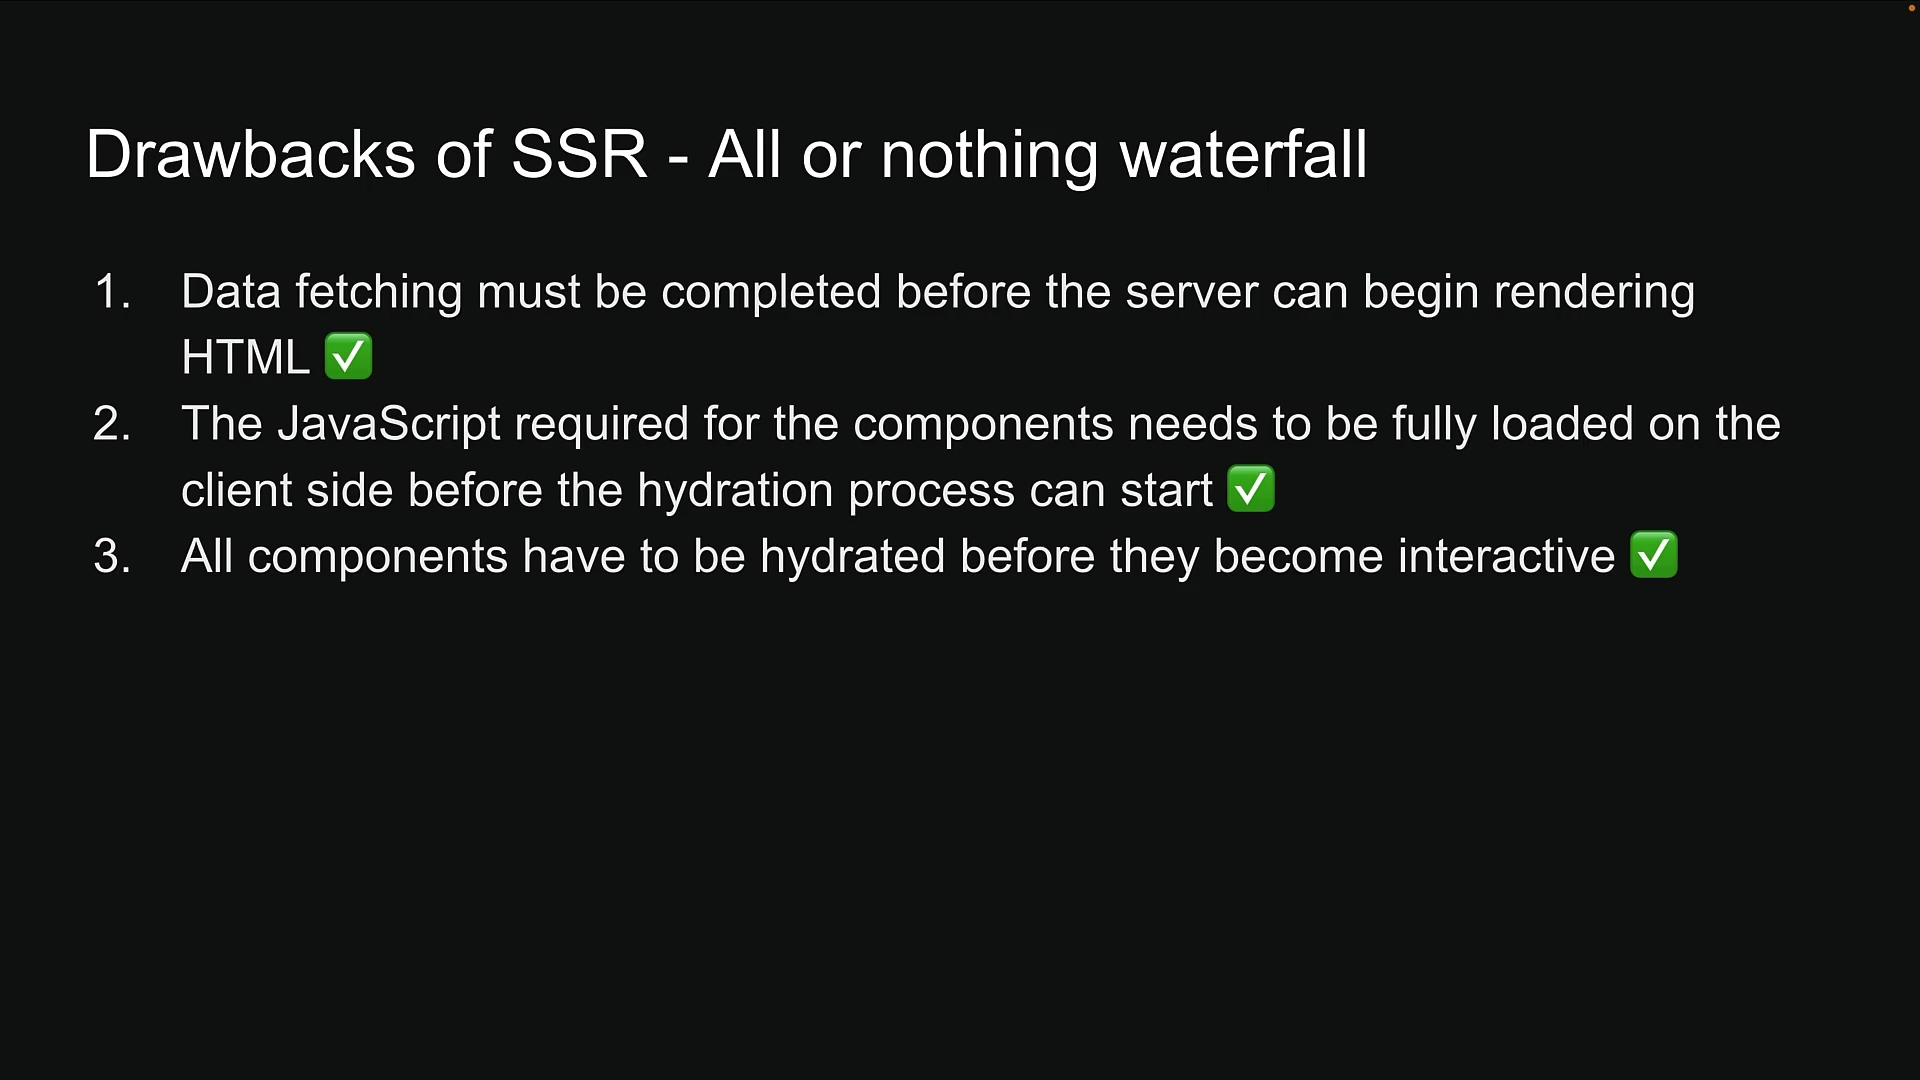 Drawbacks of SSR - All or nothing waterfall
1. Data fetching must be completed before the server can begin rendering
HTML ✅
2. The JavaScript required for the components needs to be fully loaded on the
client side before the hydration process can start ✅
3. All components have to be hydrated before they become interactive ✅